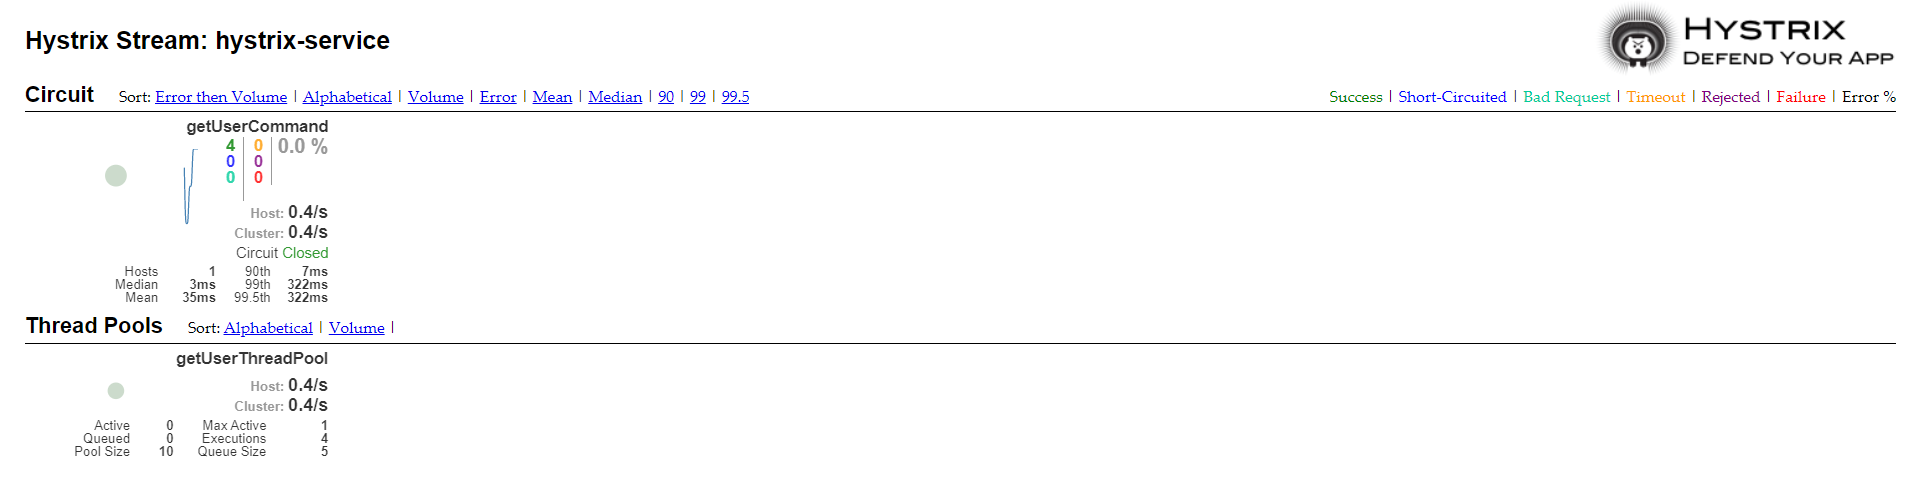 Hystrix Stream: hystrix-service
HYSTRIX
DEFEND YOUR APP
Circuit Sort: Error then Volume | Alphabetical | Volume | Error | Mean | Median | 90 | 99 | 99.5
Success | Short-Circuited | Bad Request | Timeout | Rejected | Failure | Error %
getUserCommand
4 0 0.0 %
0 0
0 0
Host: 0.4/s
Cluster: 0.4/s
Circuit Closed
Hosts 1 90th 7ms
Median 3ms 99th 322ms
Mean 35ms 99.5th 322ms
Thread Pools Sort: Alphabetical | Volume |
getUserThreadPool
Host: 0.4/s
Cluster: 0.4/s
Active 0 Max Active 1
Queued 0 Executions 4
Pool Size 10 Queue Size 5